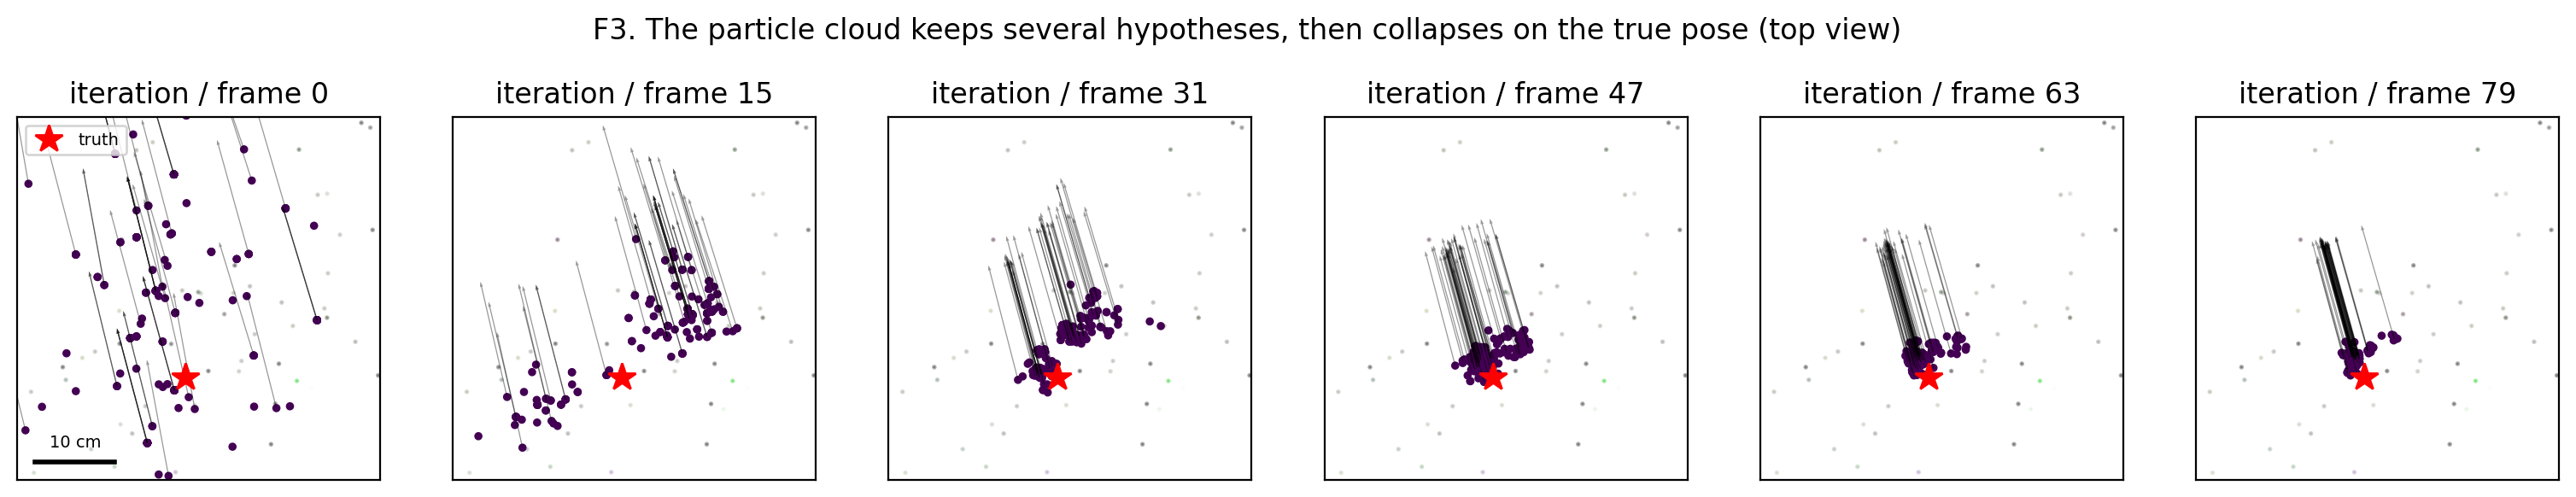 F3. The particle cloud keeps several hypotheses, then collapses on the true pose (top view)
iteration / frame 0
iteration / frame 15
iteration / frame 31
iteration / frame 47
iteration / frame 63
iteration / frame 79
truth
10 cm